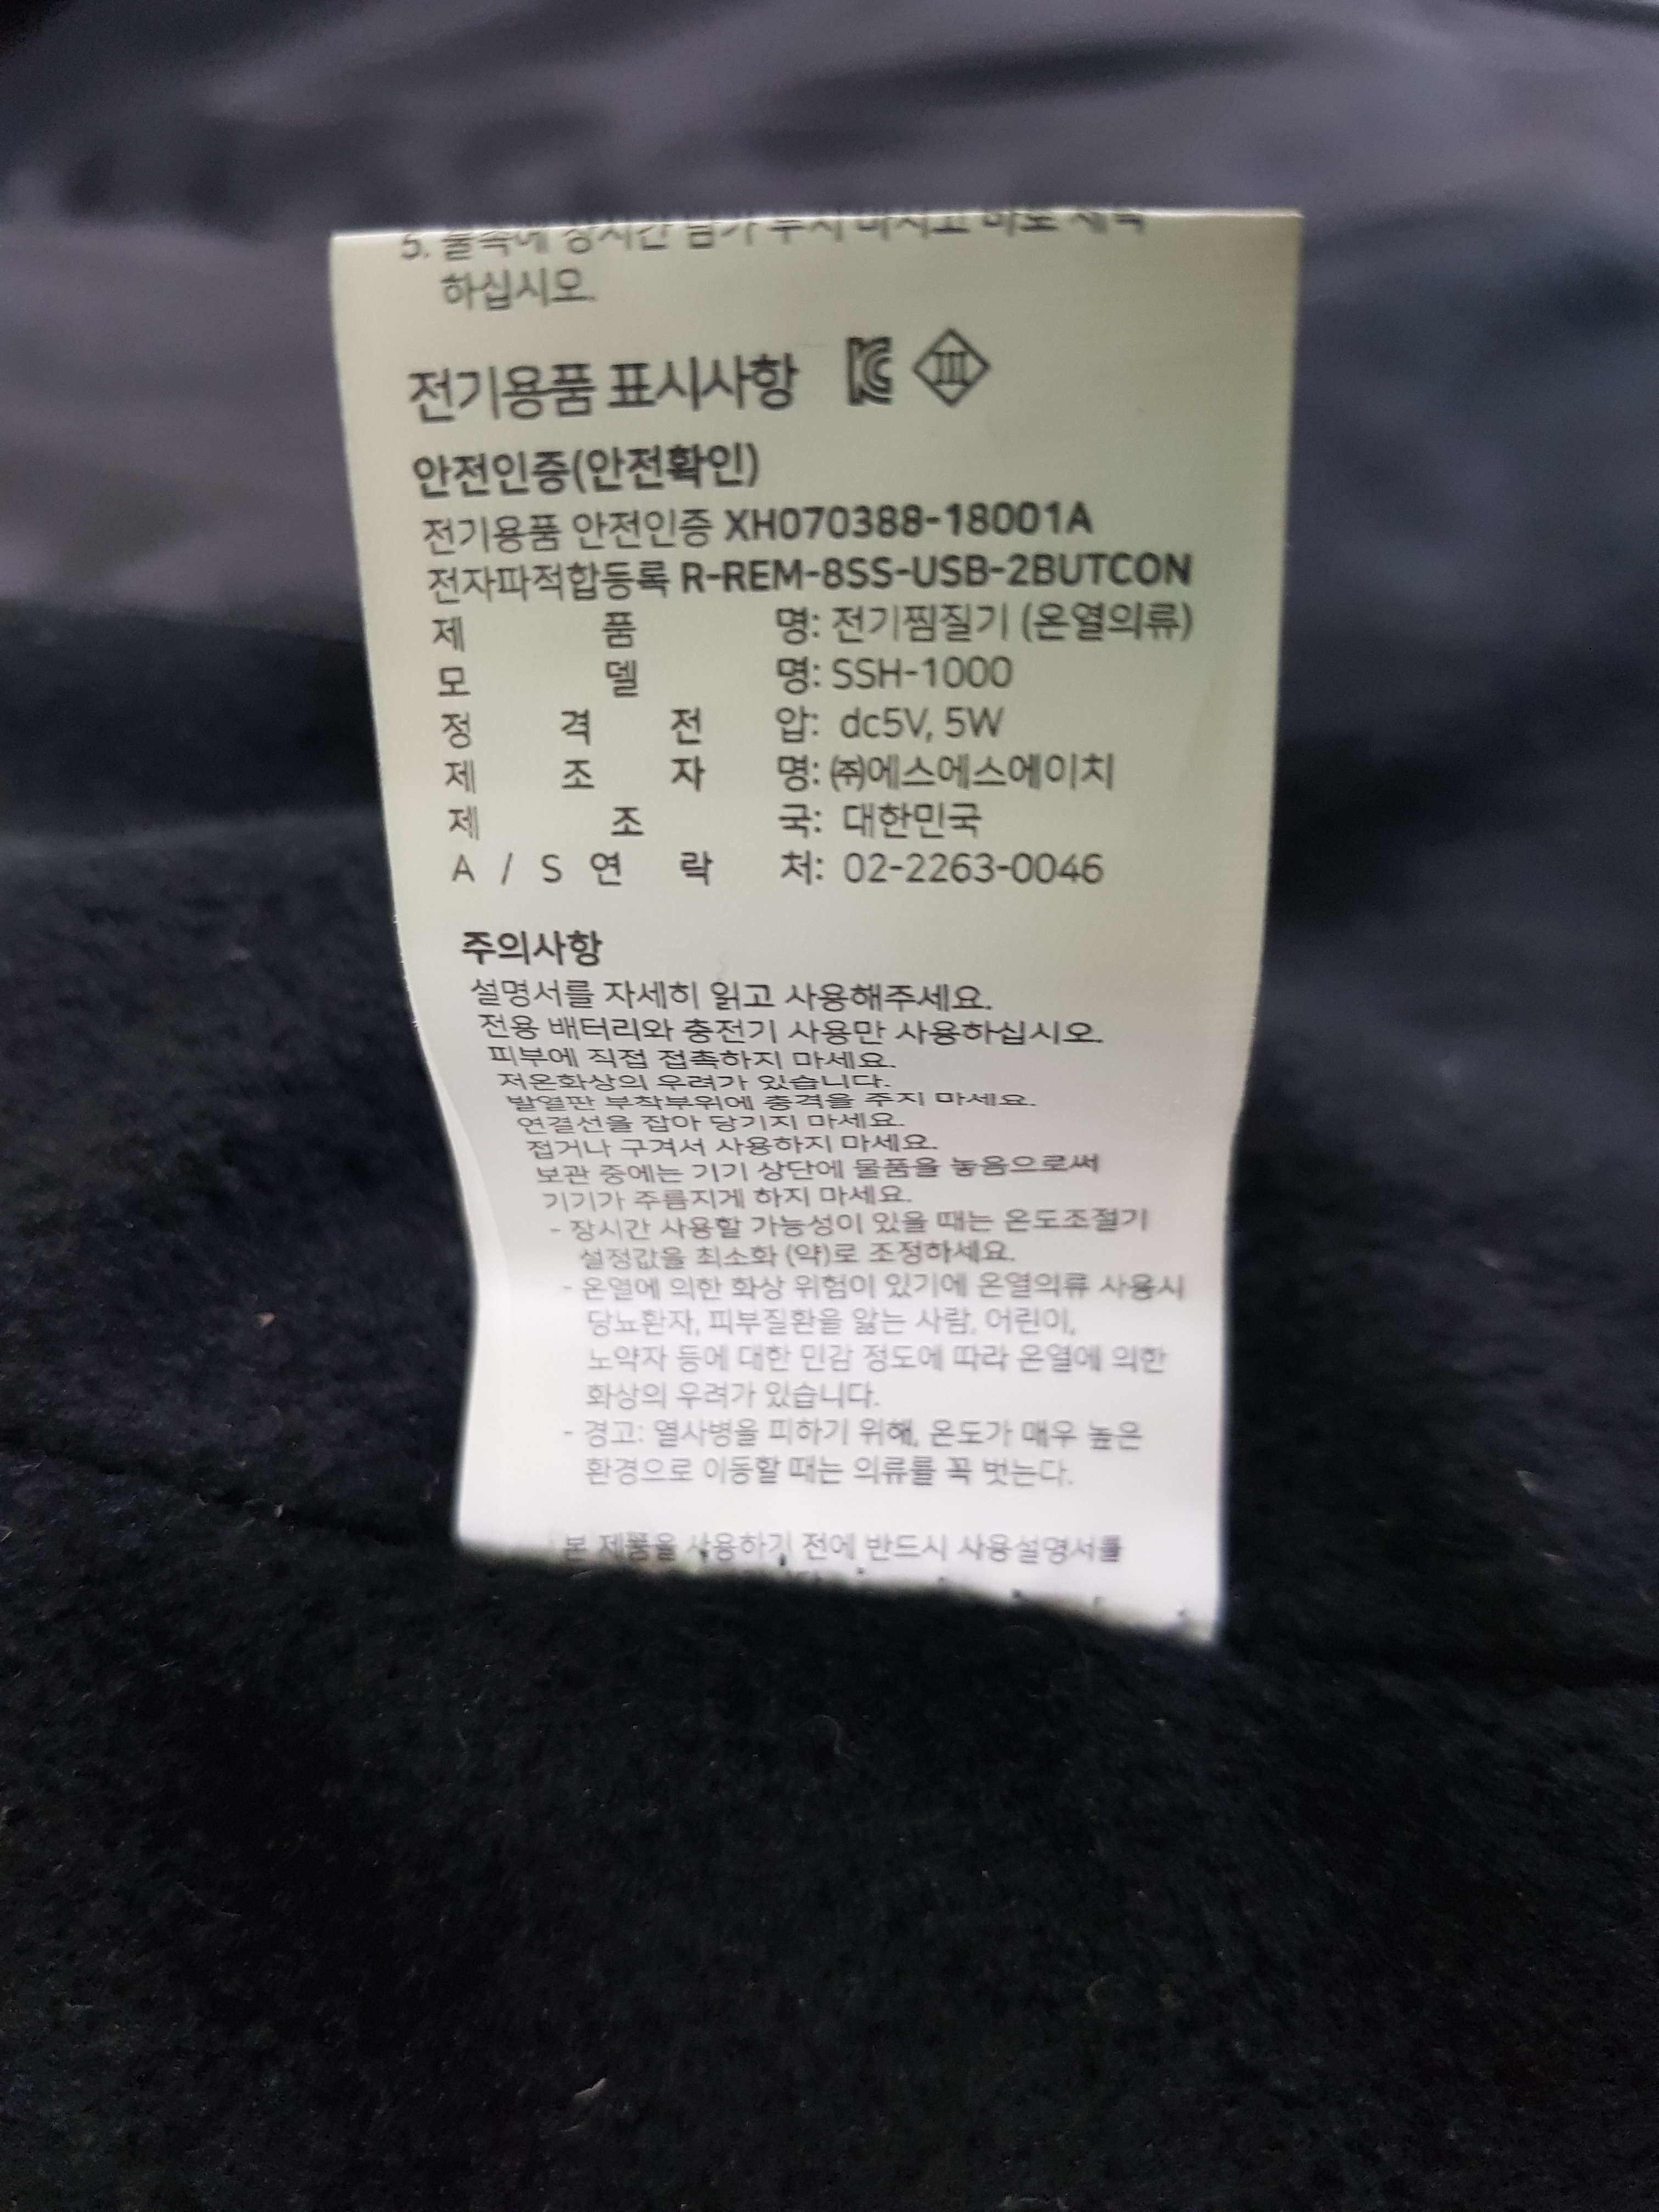 5. 물속에 장시간 담가 두지 마시고 바로 세탁
하십시오.
전기용품 표시사항
안전인증(안전확인)
전기용품 안전인증 XH070388-18001A
전자파적합등록 R-REM-8SS-USB-2BUTCON
제 품 명: 전기찜질기 (온열의류)
모 델 명: SSH-1000
정 격 전 압: dc5V, 5W
제 조 자 명: ㈜에스에스에이치
제 조 국: 대한민국
A / S 연 락 처: 02-2263-0046
주의사항
설명서를 자세히 읽고 사용해주세요.
전용 배터리와 충전기 사용만 사용하십시오.
피부에 직접 접촉하지 마세요.
저온화상의 우려가 있습니다.
발열판 부착부위에 충격을 주지 마세요.
연결선을 잡아 당기지 마세요.
접거나 구겨서 사용하지 마세요.
보관 중에는 기기 상단에 물품을 놓음으로써
기기가 주름지게 하지 마세요.
- 장시간 사용할 가능성이 있을 때는 온도조절기
설정값을 최소화 (약)로 조정하세요.
- 온열에 의한 화상 위험이 있기에 온열의류 사용시
당뇨환자, 피부질환을 앓는 사람, 어린이,
노약자 등에 대한 민감 정도에 따라 온열에 의한
화상의 우려가 있습니다.
- 경고: 열사병을 피하기 위해, 온도가 매우 높은
환경으로 이동할 때는 의류를 꼭 벗는다.
본 제품을 사용하기 전에 반드시 사용설명서를